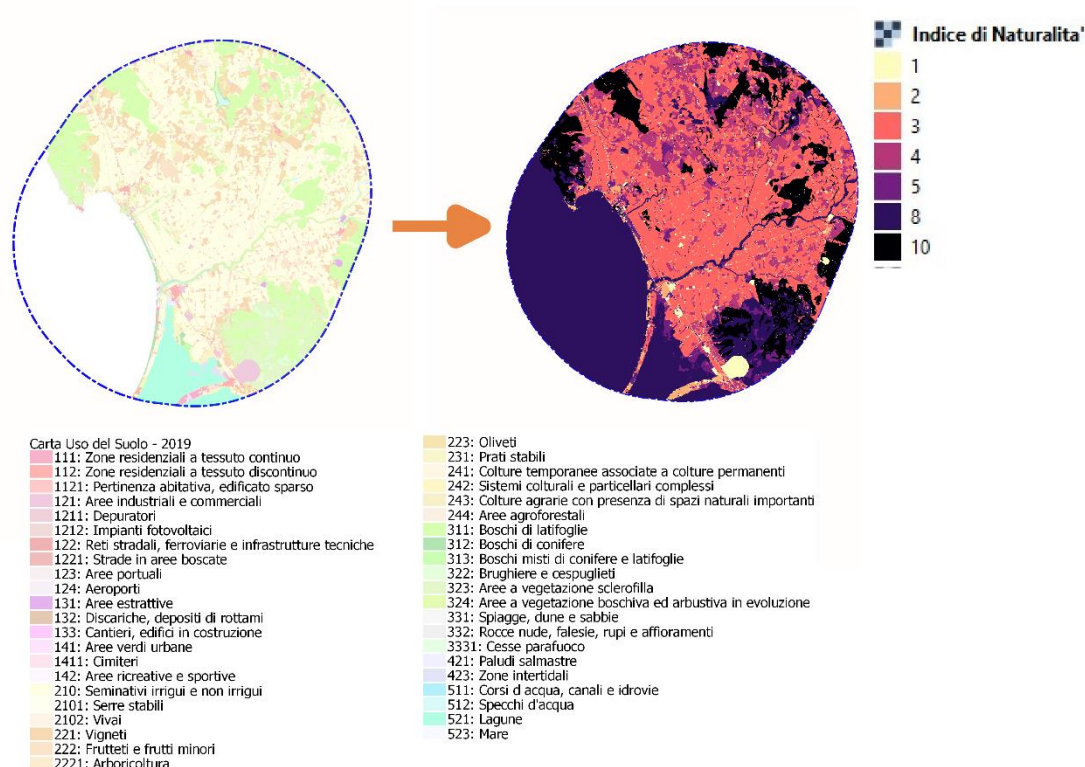 Indice di Naturalita'
1
2
3
4
5
8
10
Carta Uso del Suolo - 2019
111: Zone residenziali a tessuto continuo
112: Zone residenziali a tessuto discontinuo
1121: Pertinenza abitativa, edificato sparso
121: Aree industriali e commerciali
1211: Depuratori
1212: Impianti fotovoltaici
122: Reti stradali, ferroviarie e infrastrutture tecniche
1221: Strade in aree boscate
123: Aree portuali
124: Aeroporti
131: Aree estrattive
132: Discariche, depositi di rottami
133: Cantieri, edifici in costruzione
141: Aree verdi urbane
1411: Cimiteri
142: Aree ricreative e sportive
210: Seminativi irrigui e non irrigui
2101: Serre stabili
2102: Vivai
221: Vigneti
222: Frutteti e frutti minori
2221: Arboricoltura
223: Oliveti
231: Prati stabili
241: Colture temporanee associate a colture permanenti
242: Sistemi colturali e particellari complessi
243: Colture agrarie con presenza di spazi naturali importanti
244: Aree agroforestali
311: Boschi di latifoglie
312: Boschi di conifere
313: Boschi misti di conifere e latifoglie
322: Brughiere e cespuglieti
323: Aree a vegetazione sclerofilla
324: Aree a vegetazione boschiva ed arbustiva in evoluzione
331: Spiagge, dune e sabbie
332: Rocce nude, falesie, rupi e affioramenti
3331: Cesse parafuoco
421: Paludi salmastre
423: Zone intertidali
511: Corsi d acqua, canali e idrovie
512: Specchi d'acqua
521: Lagune
523: Mare